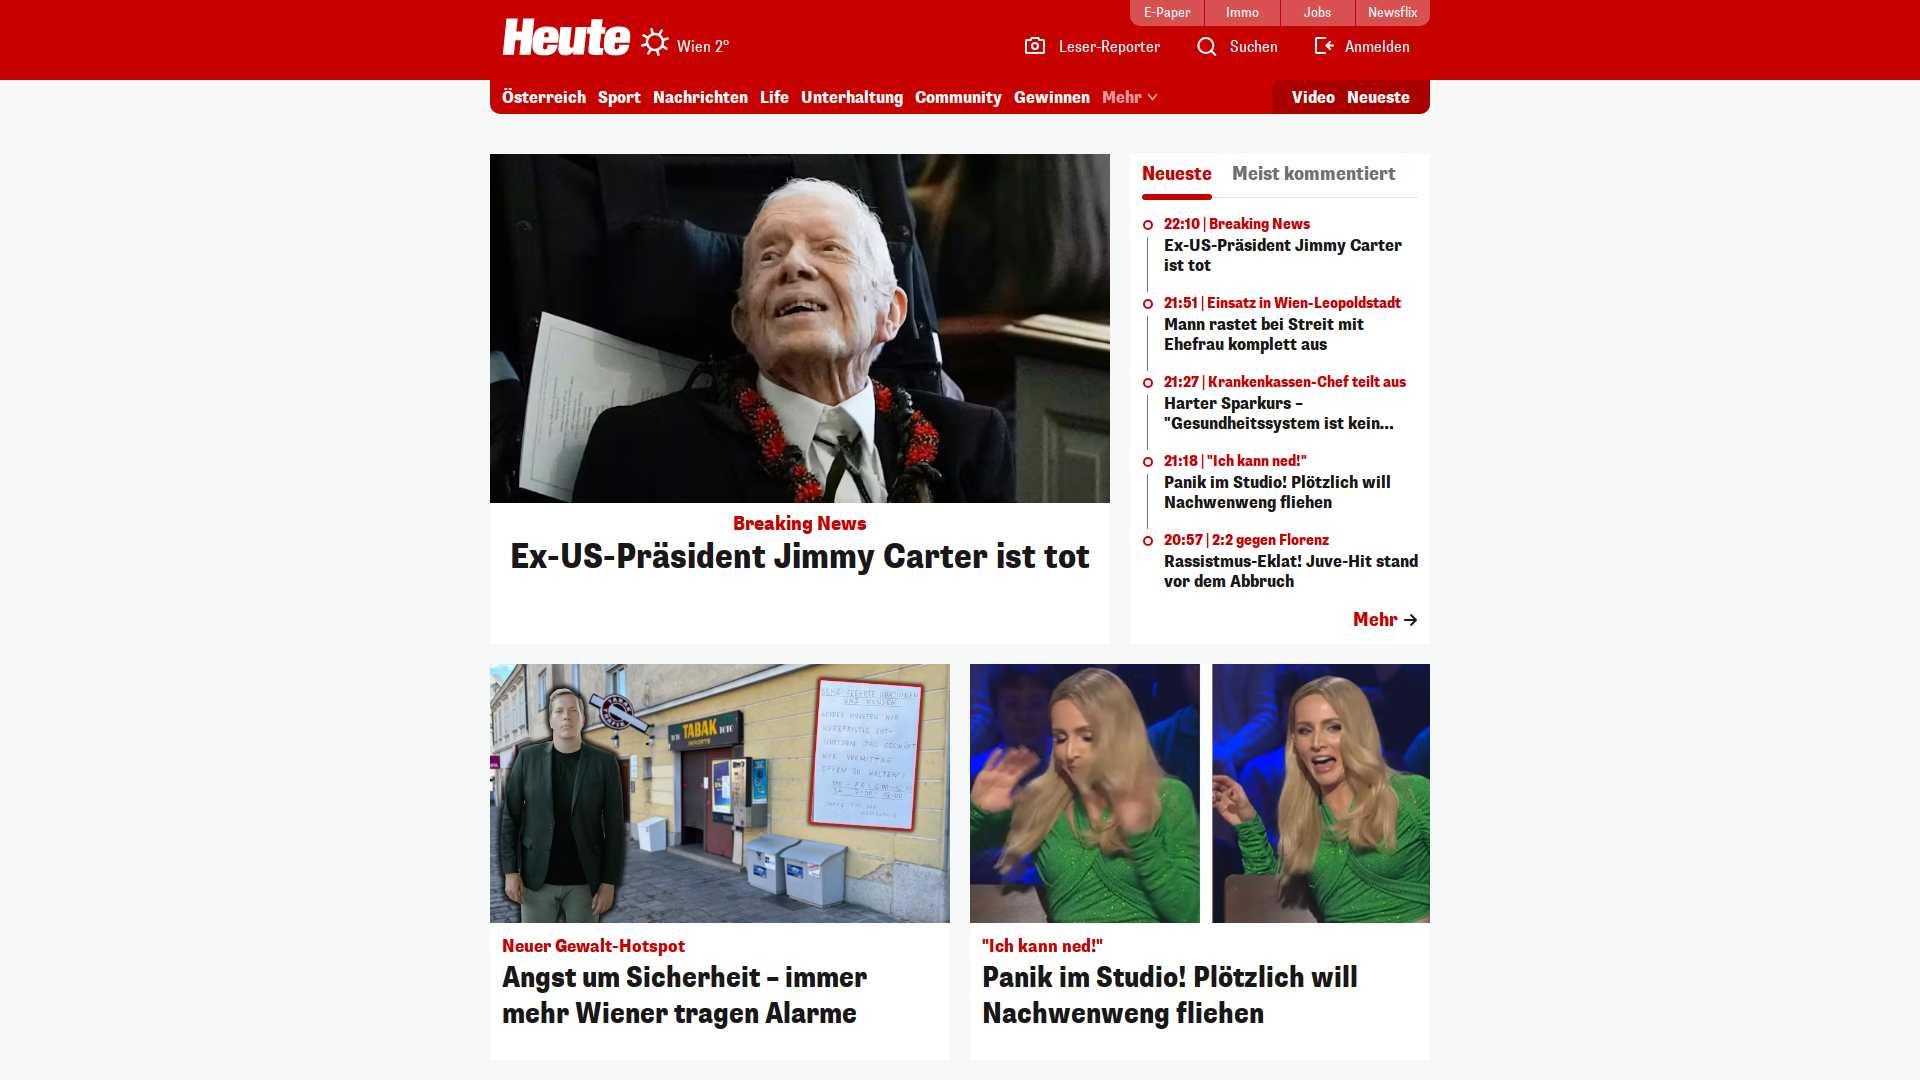 E-Paper
Immo
Jobs
Newsflix
Heute
Wien 2°
Leser-Reporter
Suchen
Anmelden
Österreich
Sport
Nachrichten
Life
Unterhaltung
Community
Gewinnen
Mehr
Video
Neueste
Breaking News
Ex-US-Präsident Jimmy Carter ist tot
Neueste
Meist kommentiert
22:10 | Breaking News
Ex-US-Präsident Jimmy Carter
ist tot
21:51 | Einsatz in Wien-Leopoldstadt
Mann rastet bei Streit mit
Ehefrau komplett aus
21:27 | Krankenkassen-Chef teilt aus
Harter Sparkurs –
"Gesundheitssystem ist kein...
21:18 | "Ich kann ned!"
Panik im Studio! Plötzlich will
Nachwenweng fliehen
20:57 | 2:2 gegen Florenz
Rassistmus-Eklat! Juve-Hit stand
vor dem Abbruch
Mehr
TABAK
TOTO
Neuer Gewalt-Hotspot
Angst um Sicherheit – immer
mehr Wiener tragen Alarme
"Ich kann ned!"
Panik im Studio! Plötzlich will
Nachwenweng fliehen